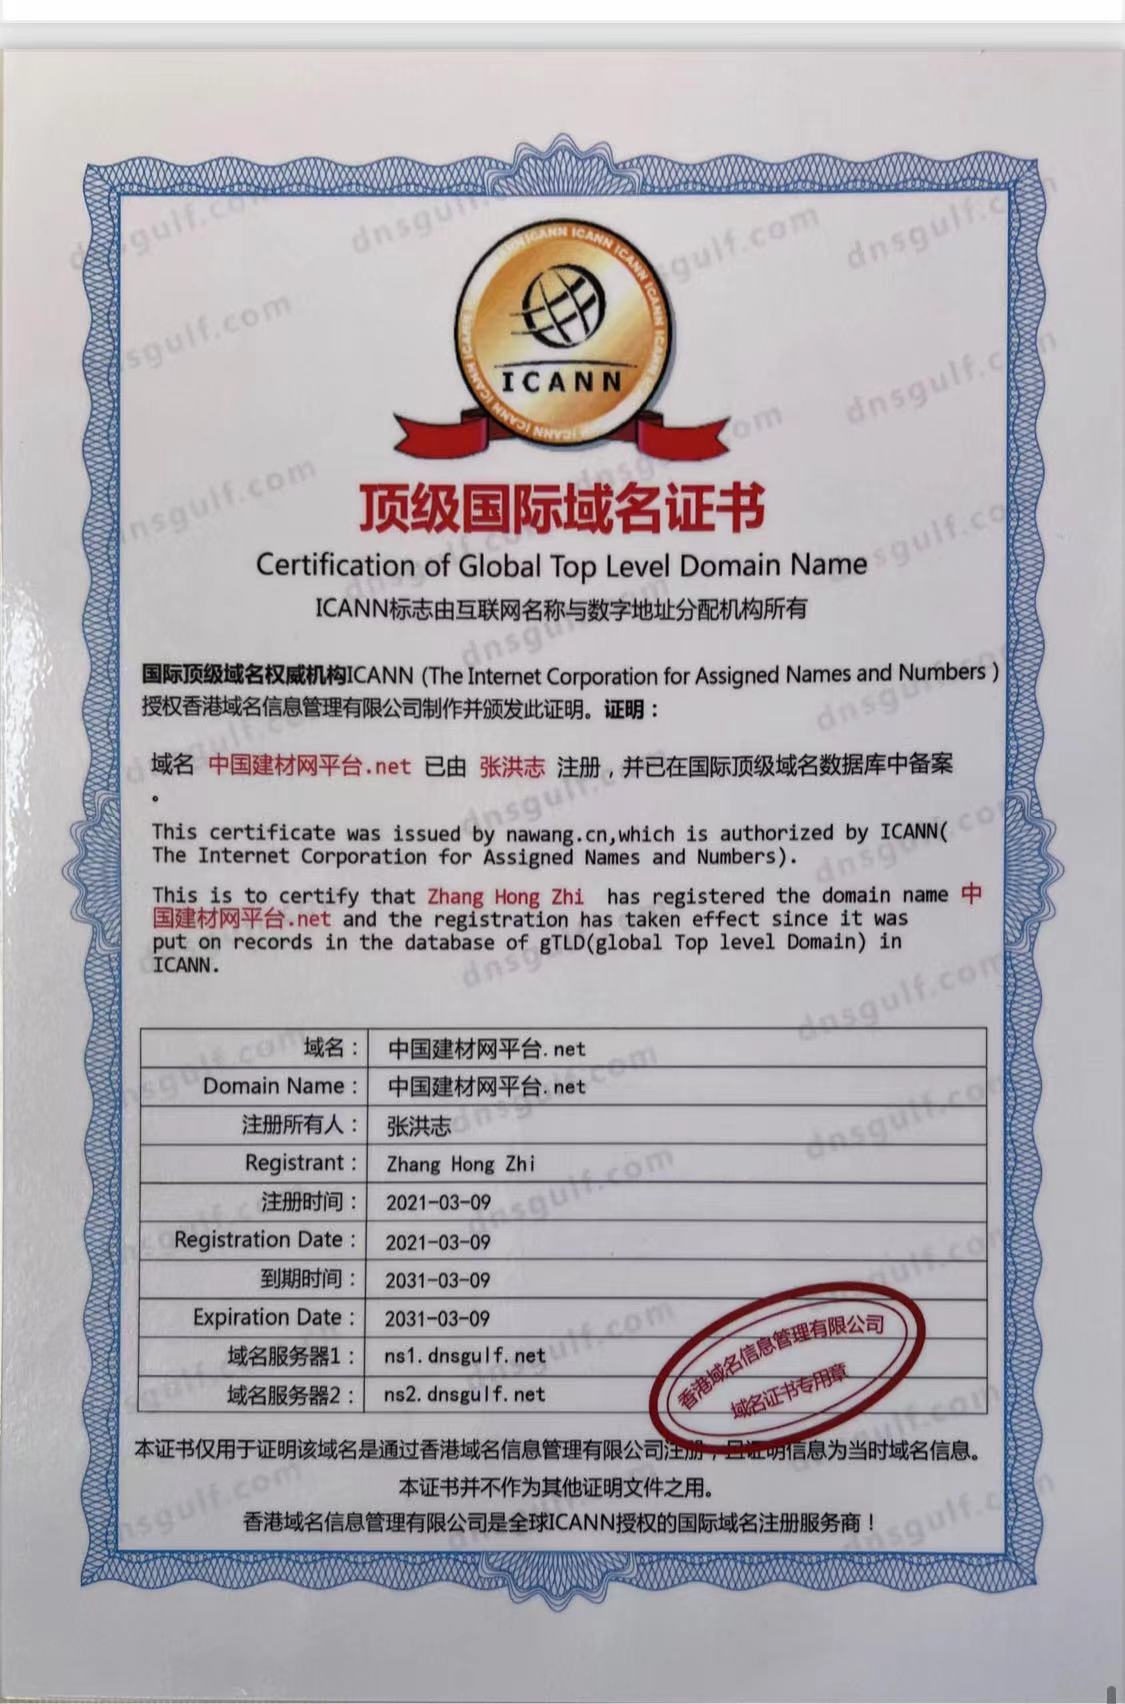 ICANN
顶级国际域名证书
Certification of Global Top Level Domain Name
ICANN标志由互联网名称与数字地址分配机构所有
国际顶级域名权威机构ICANN (The Internet Corporation for Assigned Names and Numbers )
授权香港域名信息管理有限公司制作并颁发此证明。证明：
域名 中国建材网平台.net 已由 张洪志 注册，并已在国际顶级域名数据库中备案
。
This certificate was issued by nawang.cn,which is authorized by ICANN(
The Internet Corporation for Assigned Names and Numbers).
This is to certify that Zhang Hong Zhi has registered the domain name 中
国建材网平台.net and the registration has taken effect since it was
put on records in the database of gTLD(global Top level Domain) in
ICANN.
域名： 中国建材网平台.net
Domain Name： 中国建材网平台.net
注册所有人： 张洪志
Registrant： Zhang Hong Zhi
注册时间： 2021-03-09
Registration Date： 2021-03-09
到期时间： 2031-03-09
Expiration Date： 2031-03-09
域名服务器1： ns1.dnsgulf.net
域名服务器2： ns2.dnsgulf.net
香港域名信息管理有限公司
域名证书专用章
本证书仅用于证明该域名是通过香港域名信息管理有限公司注册，且证明信息为当时域名信息。
本证书并不作为其他证明文件之用。
香港域名信息管理有限公司是全球ICANN授权的国际域名注册服务商！
dnsgulf.com